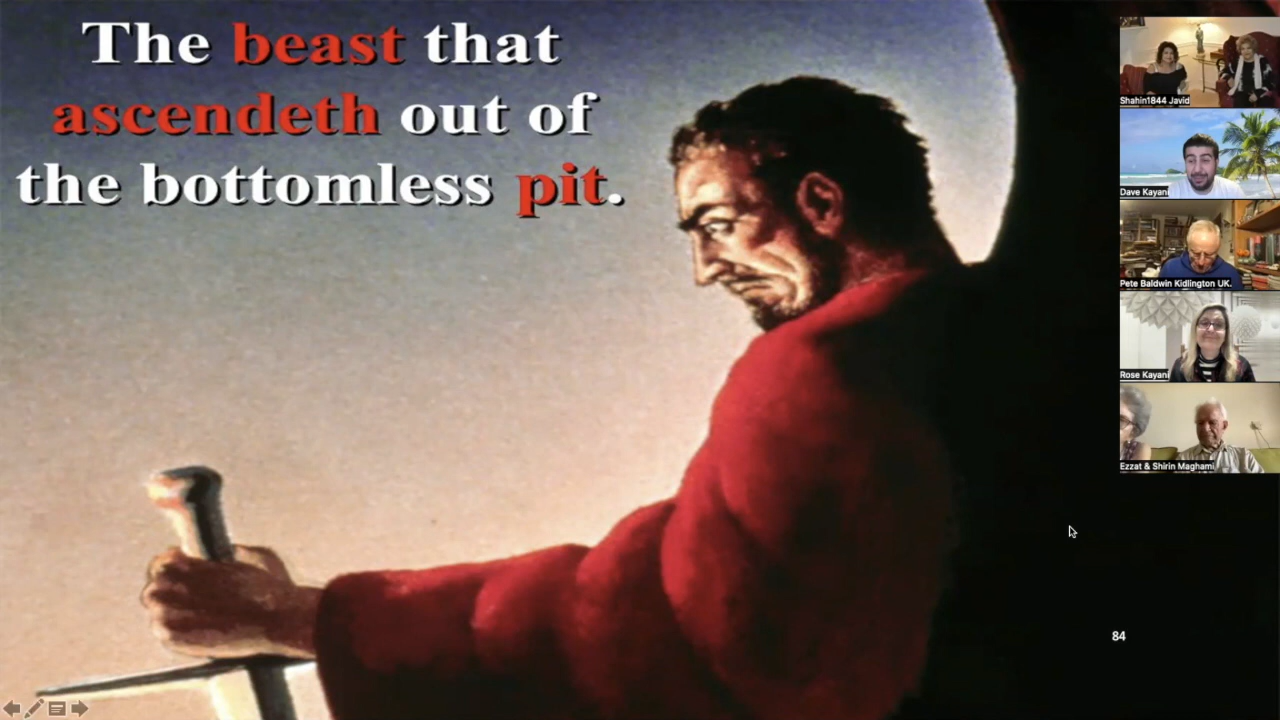 The beast that
ascendeth out of
the bottomless pit.
Shahin1844 Javid
Dave Kayani
Pete Baldwin Kidlington UK.
Rose Kayani
Ezzat & Shirin Maghami
84